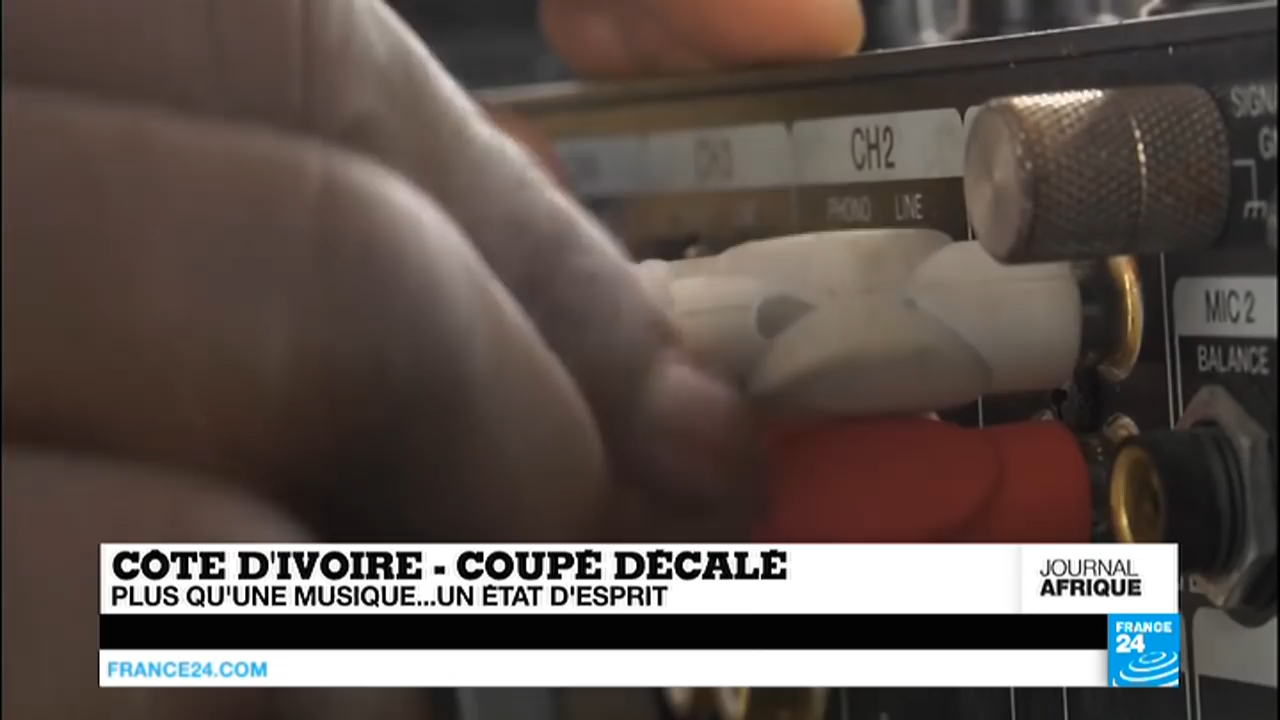 CH2
PHONO LINE
MIC 2
BALANCE
CÔTE D'IVOIRE - COUPÉ DÉCALÉ
PLUS QU'UNE MUSIQUE...UN ÉTAT D'ESPRIT
JOURNAL
AFRIQUE
FRANCE
24
FRANCE24.COM